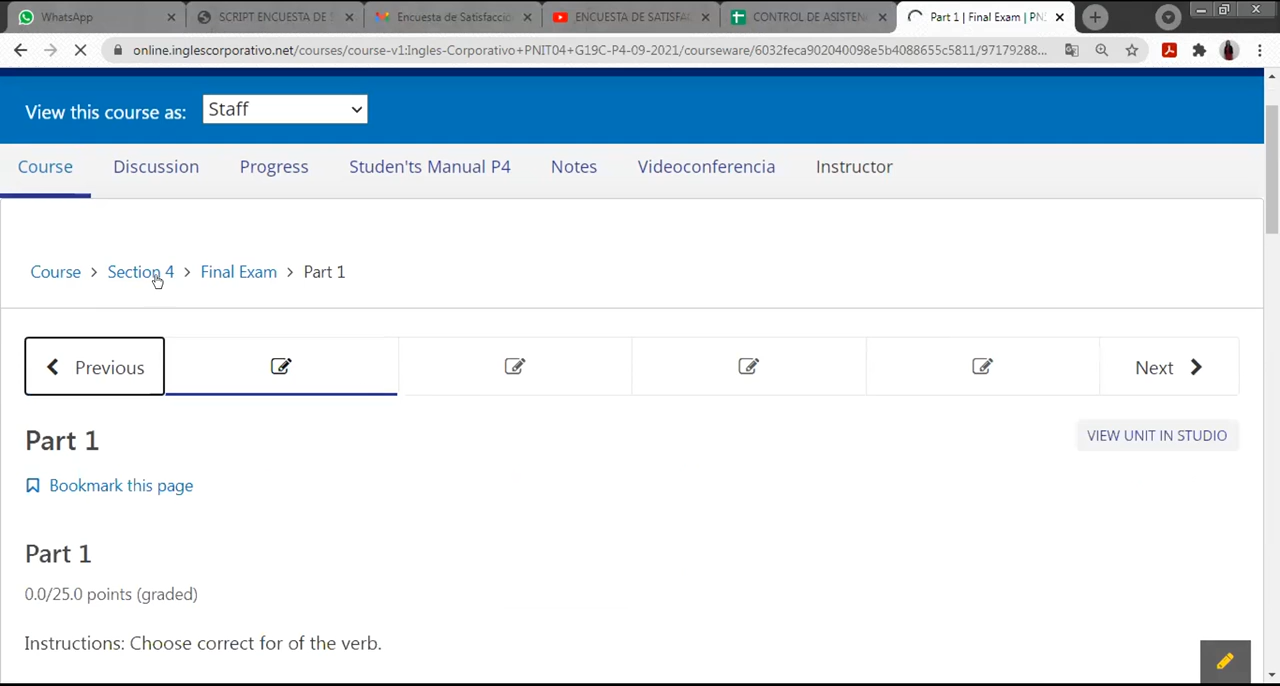 WhatsApp
SCRIPT ENCUESTA DE S
Encuesta de Satisfacció
ENCUESTA DE SATISFA
CONTROL DE ASISTEN
Part 1 | Final Exam | PN
online.inglescorporativo.net/courses/course-v1:Ingles-Corporativo+PNIT04+G19C-P4-09-2021/courseware/6032feca902040098e5b4088655c5811/97179288...
View this course as: Staff
Course Discussion Progress Studen'ts Manual P4 Notes Videoconferencia Instructor
Course > Section 4 > Final Exam > Part 1
Previous Next
Part 1
VIEW UNIT IN STUDIO
Bookmark this page
Part 1
0.0/25.0 points (graded)
Instructions: Choose correct for of the verb.